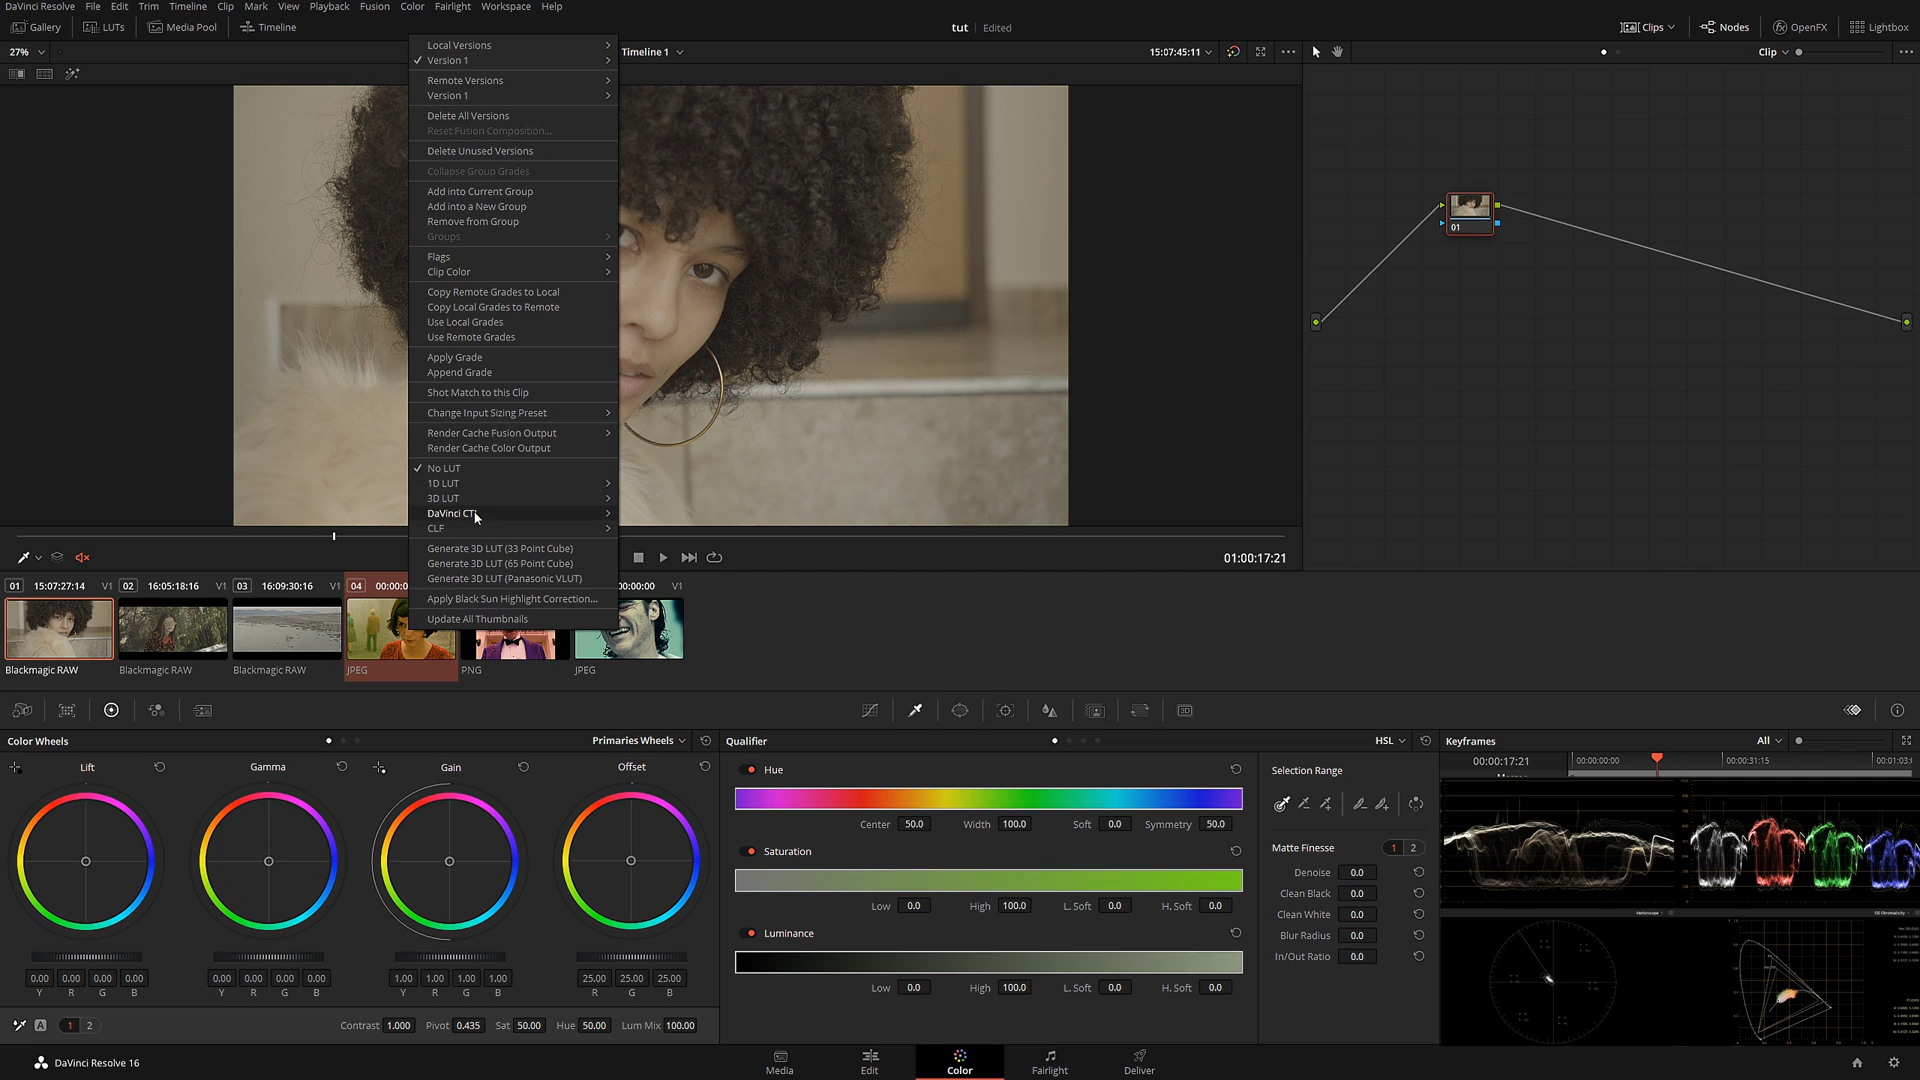 DaVinci Resolve File Edit Trim Timeline Clip Mark View Playback Fusion Color Fairlight Workspace Help
Gallery LUTs Media Pool Timeline tut Edited Clips Nodes OpenFX Lightbox
27% Timeline 1 15:07:45:11 Clip
Local Versions
Version 1
Remote Versions
Version 1
Delete All Versions
Reset Fusion Composition...
Delete Unused Versions
Collapse Group Grades
Add into Current Group
Add into a New Group
Remove from Group
Groups
Flags
Clip Color
Copy Remote Grades to Local
Copy Local Grades to Remote
Use Local Grades
Use Remote Grades
Apply Grade
Append Grade
Shot Match to this Clip
Change Input Sizing Preset
Render Cache Fusion Output
Render Cache Color Output
No LUT
1D LUT
3D LUT
DaVinci CTL
CLF
Generate 3D LUT (33 Point Cube)
Generate 3D LUT (65 Point Cube)
Generate 3D LUT (Panasonic VLUT)
Apply Black Sun Highlight Correction...
Update All Thumbnails
01
01:00:17:21
01 15:07:27:14 V1 02 16:05:18:16 V1 03 16:09:30:16 V1 04 00:00:0 00:00:00 V1
Blackmagic RAW Blackmagic RAW Blackmagic RAW JPEG PNG JPEG
Color Wheels Primaries Wheels Qualifier HSL Keyframes All
Lift Gamma Gain Offset
0.00 0.00 0.00 0.00 0.00 0.00 0.00 0.00 1.00 1.00 1.00 1.00 25.00 25.00 25.00
Y R G B Y R G B Y R G B R G B
A 1 2 Contrast 1.000 Pivot 0.435 Sat 50.00 Hue 50.00 Lum Mix 100.00
Hue
Center 50.0 Width 100.0 Soft 0.0 Symmetry 50.0
Saturation
Low 0.0 High 100.0 L. Soft 0.0 H. Soft 0.0
Luminance
Low 0.0 High 100.0 L. Soft 0.0 H. Soft 0.0
Selection Range
Matte Finesse 1 2
Denoise 0.0
Clean Black 0.0
Clean White 0.0
Blur Radius 0.0
In/Out Ratio 0.0
00:00:17:21 00:00:00:00 00:00:31:15 00:01:03:
Vectorscope
CIE Chromaticity
DaVinci Resolve 16 Media Edit Color Fairlight Deliver